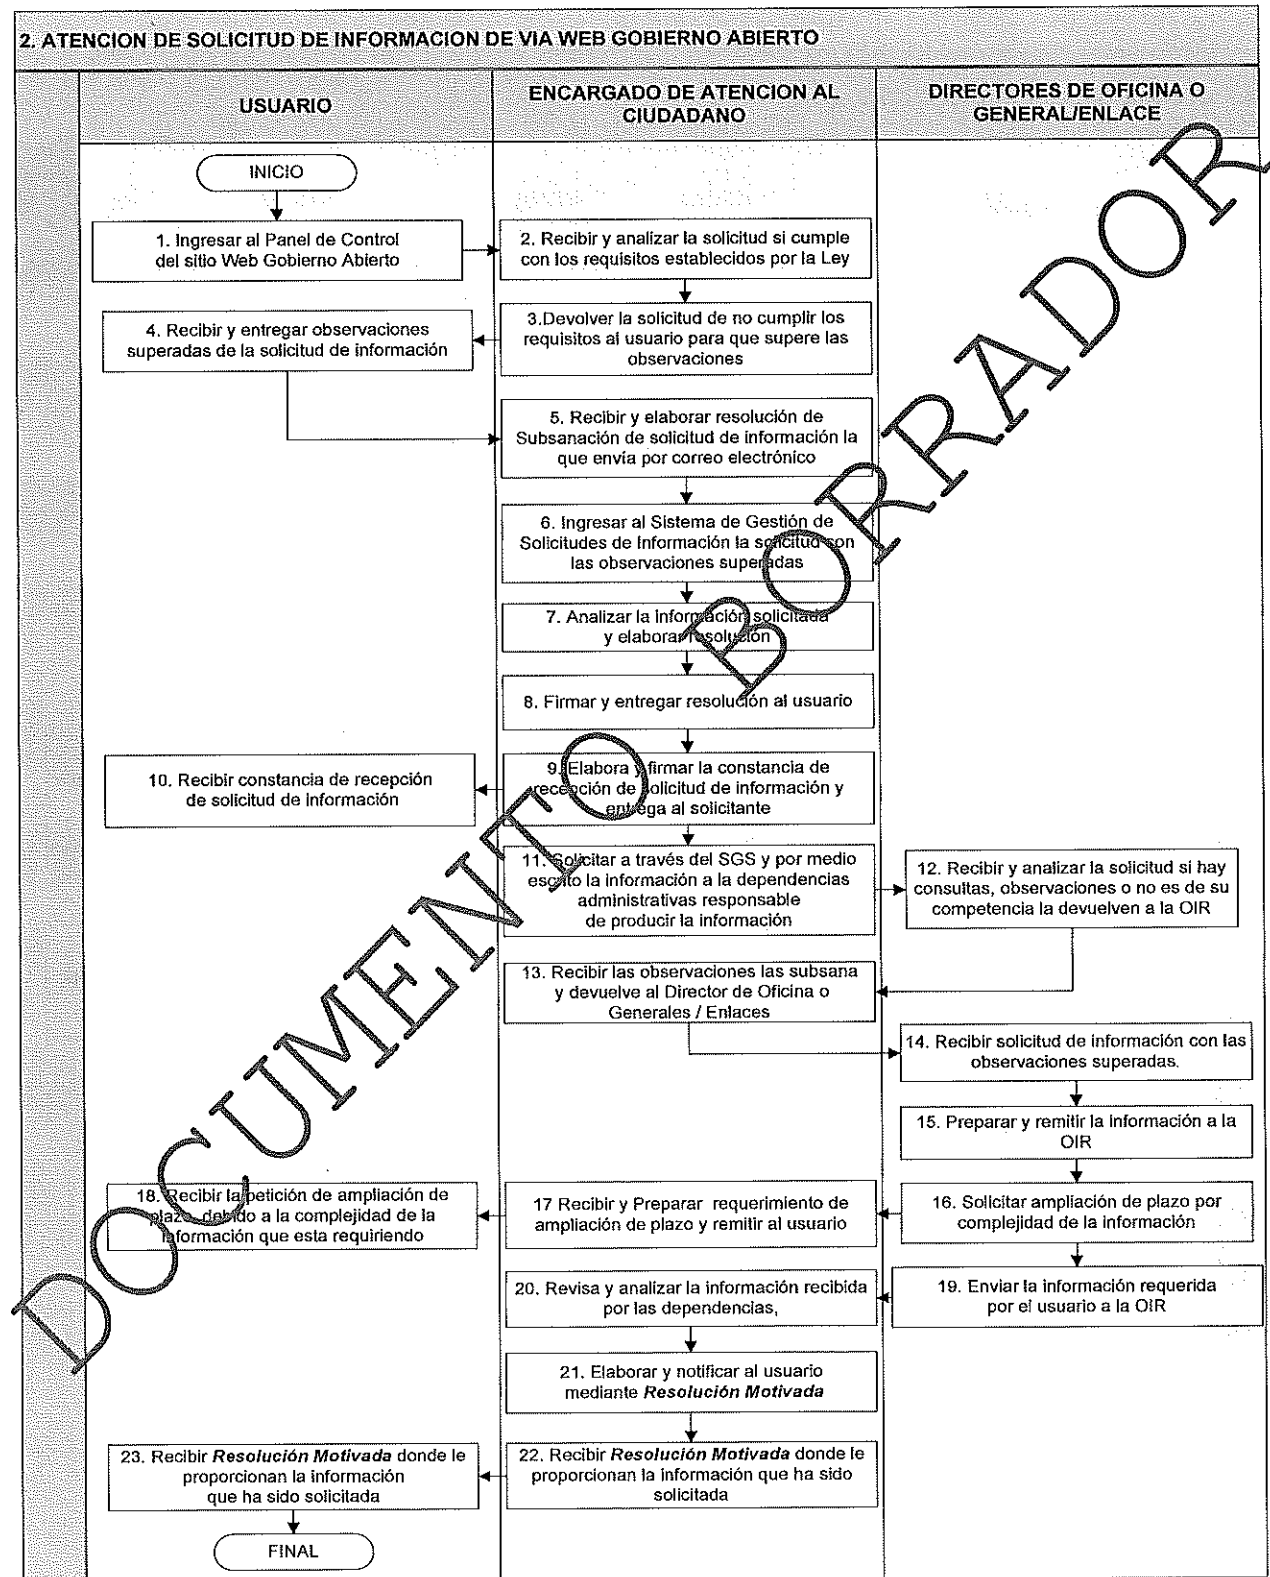 2. ATENCION DE SOLICITUD DE INFORMACION DE VIA WEB GOBIERNO ABIERTO
USUARIO
ENCARGADO DE ATENCION AL
CIUDADANO
DIRECTORES DE OFICINA O
GENERAL/ENLACE
INICIO
1. Ingresar al Panel de Control
del sitio Web Gobierno Abierto
2. Recibir y analizar la solicitud si cumple
con los requisitos establecidos por la Ley
3.Devolver la solicitud de no cumplir los
requisitos al usuario para que supere las
observaciones
4. Recibir y entregar observaciones
superadas de la solicitud de información
5. Recibir y elaborar resolución de
Subsanación de solicitud de información la
que envía por correo electrónico
6. Ingresar al Sistema de Gestión de
Solicitudes de Información la solicitud con
las observaciones superadas
7. Analizar la información solicitada
y elaborar resolución
8. Firmar y entregar resolución al usuario
9. Elabora y firmar la constancia de
recepción de solicitud de información y
entrega al solicitante
10. Recibir constancia de recepción
de solicitud de información
11. Solicitar a través del SGS y por medio
escrito la información a la dependencias
administrativas responsable
de producir la información
12. Recibir y analizar la solicitud si hay
consultas, observaciones o no es de su
competencia la devuelven a la OIR
13. Recibir las observaciones las subsana
y devuelve al Director de Oficina o
Generales / Enlaces
14. Recibir solicitud de información con las
observaciones superadas.
15. Preparar y remitir la información a la
OIR
16. Solicitar ampliación de plazo por
complejidad de la información
17 Recibir y Preparar requerimiento de
ampliación de plazo y remitir al usuario
18. Recibir la petición de ampliación de
plazo, debido a la complejidad de la
información que esta requiriendo
19. Enviar la información requerida
por el usuario a la OIR
20. Revisa y analizar la información recibida
por las dependencias,
21. Elaborar y notificar al usuario
mediante Resolución Motivada
22. Recibir Resolución Motivada donde le
proporcionan la información que ha sido
solicitada
23. Recibir Resolución Motivada donde le
proporcionan la información
que ha sido solicitada
FINAL
DOCUMENTO BORRADOR